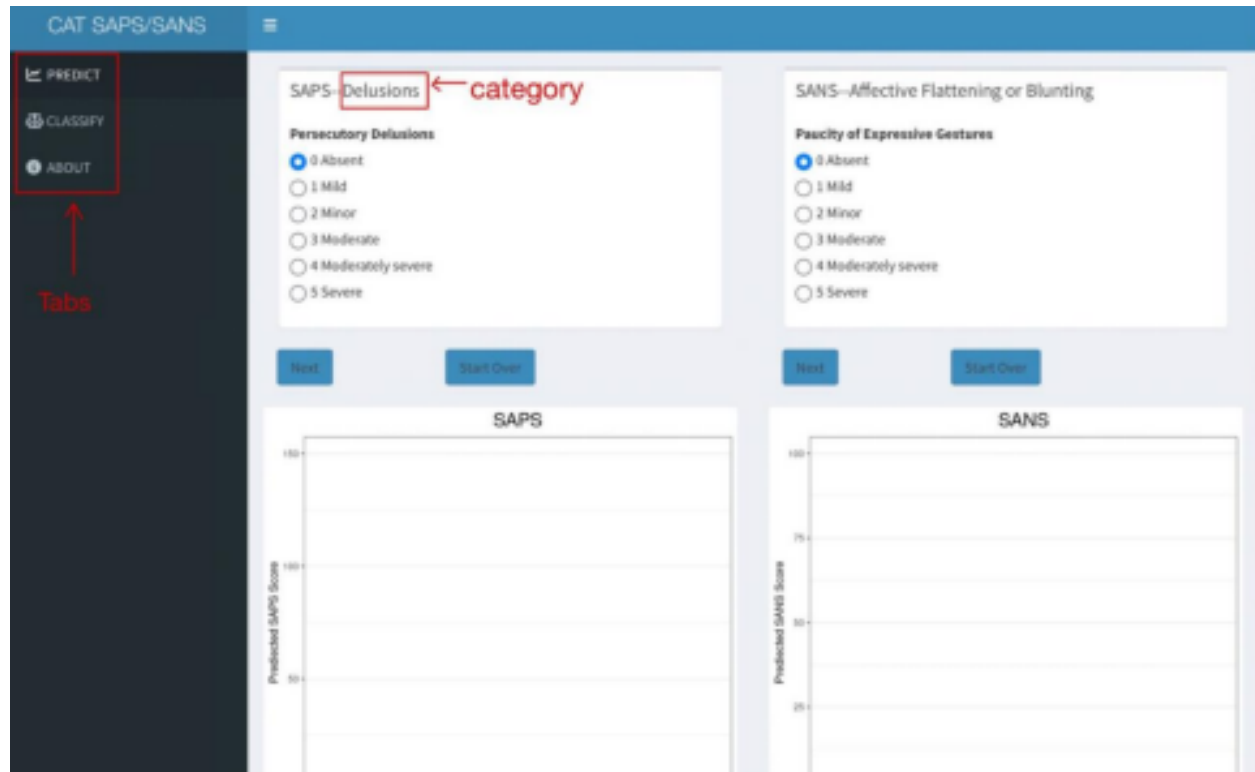 CAT SAPS/SANS
PREDICT
CLASSIFY
ABOUT
Tabs
SAPS--Delusions
category
Persecutory Delusions
0 Absent
1 Mild
2 Minor
3 Moderate
4 Moderately severe
5 Severe
Next
Start Over
SANS--Affective Flattening or Blunting
Paucity of Expressive Gestures
0 Absent
1 Mild
2 Minor
3 Moderate
4 Moderately severe
5 Severe
Next
Start Over
SAPS
150
100
50
Prediected SAPS Score
SANS
100
75
50
25
Prediected SANS Score